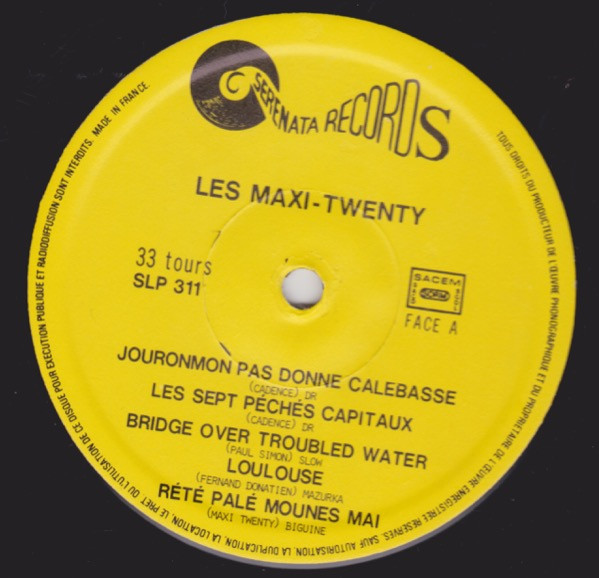 SERENATA RECORDS
LES MAXI-TWENTY
33 tours
SLP 311
SACEM
FACE A
JOURONMON PAS DONNE CALEBASSE
(CADENCE) DR
LES SEPT PÉCHÉS CAPITAUX
(CADENCE) DR
BRIDGE OVER TROUBLED WATER
(PAUL SIMON) SLOW
LOULOUSE
(FERNAND DONATIEN) MAZURKA
RÉTÉ PALÉ MOUNES MAI
(MAXI TWENTY) BIGUINE
TOUS DROITS DU PRODUCTEUR DE L'ŒUVRE PHONOGRAPHIQUE ET DU PROPRIETAIRE DE L'ŒUVRE ENREGISTREE RESERVES. SAUF AUTORISATION, LA DUPLICATION, LA LOCATION, LE PRET OU L'UTILISATION DE CE DISQUE POUR EXECUTION PUBLIQUE ET RADIODIFFUSION SONT INTERDITS. MADE IN FRANCE.